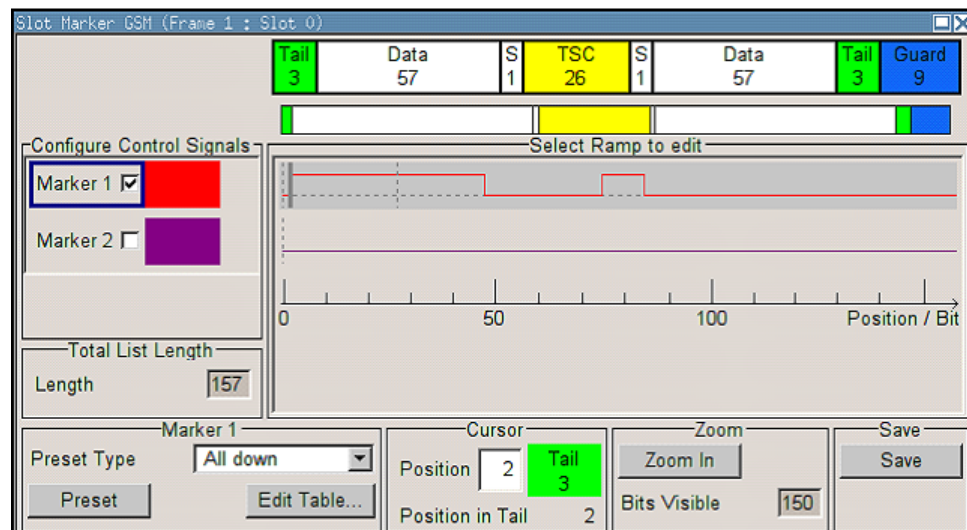 Slot Marker GSM (Frame 1 : Slot 0)
Tail Data S TSC S Data Tail Guard
3 57 1 26 1 57 3 9
Configure Control Signals
Select Ramp to edit
Marker 1
Marker 2
0 50 100 Position / Bit
Total List Length
Length 157
Marker 1
Preset Type All down
Preset Edit Table...
Cursor
Position 2 Tail
3
Position in Tail 2
Zoom
Zoom In
Bits Visible 150
Save
Save